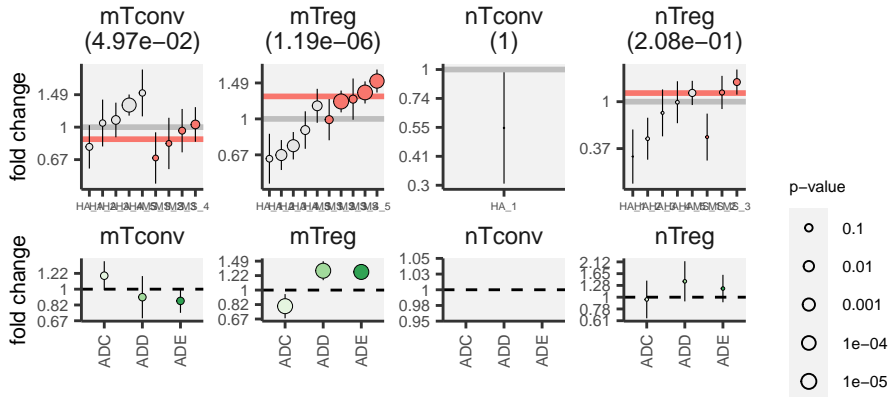 mTconv
(4.97e−02)
mTreg
(1.19e−06)
nTconv
(1)
nTreg
(2.08e−01)
fold change
1.49
1
0.67
1.49
1
0.67
1
0.74
0.55
0.41
0.3
1
0.37
HA_1
HA_1
p−value
0.1
0.01
0.001
1e−04
1e−05
mTconv
mTreg
nTconv
nTreg
fold change
1.22
1
0.82
0.67
1.49
1.22
1
0.82
0.67
1.05
1.03
1
0.98
0.95
2.12
1.65
1.28
1
0.78
0.61
ADC
ADD
ADE
ADC
ADD
ADE
ADC
ADD
ADE
ADC
ADD
ADE